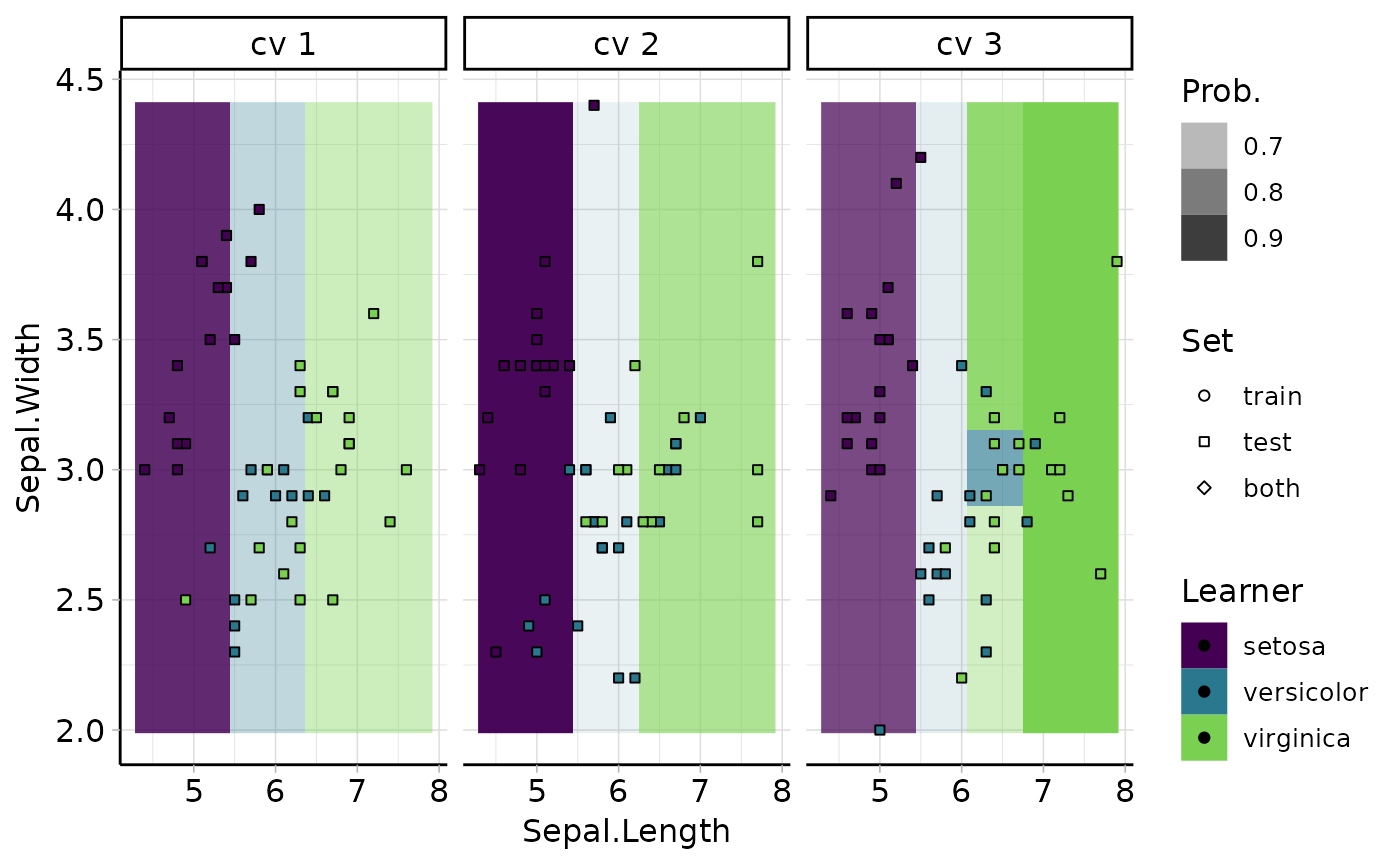 cv 1
cv 2
cv 3
Sepal.Width
4.5
4.0
3.5
3.0
2.5
2.0
5 6 7 8
5 6 7 8
5 6 7 8
Sepal.Length
Prob.
0.7
0.8
0.9
Set
train
test
both
Learner
setosa
versicolor
virginica